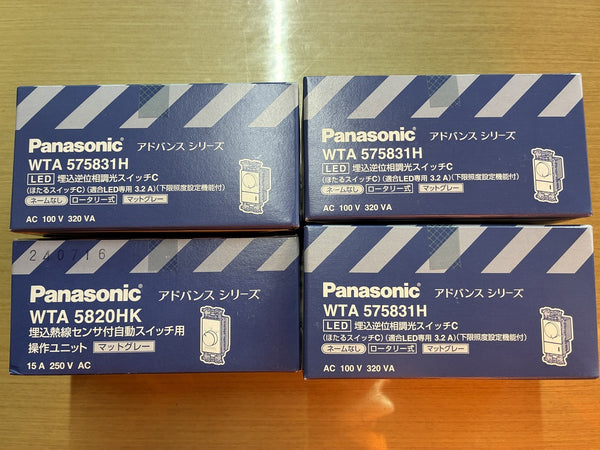 Panasonic アドバンス シリーズ
WTA 575831H
LED 埋込逆位相調光スイッチC
(ほたるスイッチC)(適合LED専用 3.2 A)(下限照度設定機能付)
ネームなし ロータリー式 マットグレー
AC 100 V 320 VA
Panasonic アドバンス シリーズ
WTA 575831H
LED 埋込逆位相調光スイッチC
(ほたるスイッチC)(適合LED専用 3.2 A)(下限照度設定機能付)
ネームなし ロータリー式 マットグレー
AC 100 V 320 VA
240716
Panasonic アドバンス シリーズ
WTA 5820HK
埋込熱線センサ付自動スイッチ用
操作ユニット マットグレー
15 A 250 V AC
Panasonic アドバンス シリーズ
WTA 575831H
LED 埋込逆位相調光スイッチC
(ほたるスイッチC)(適合LED専用 3.2 A)(下限照度設定機能付)
ネームなし ロータリー式 マットグレー
AC 100 V 320 VA